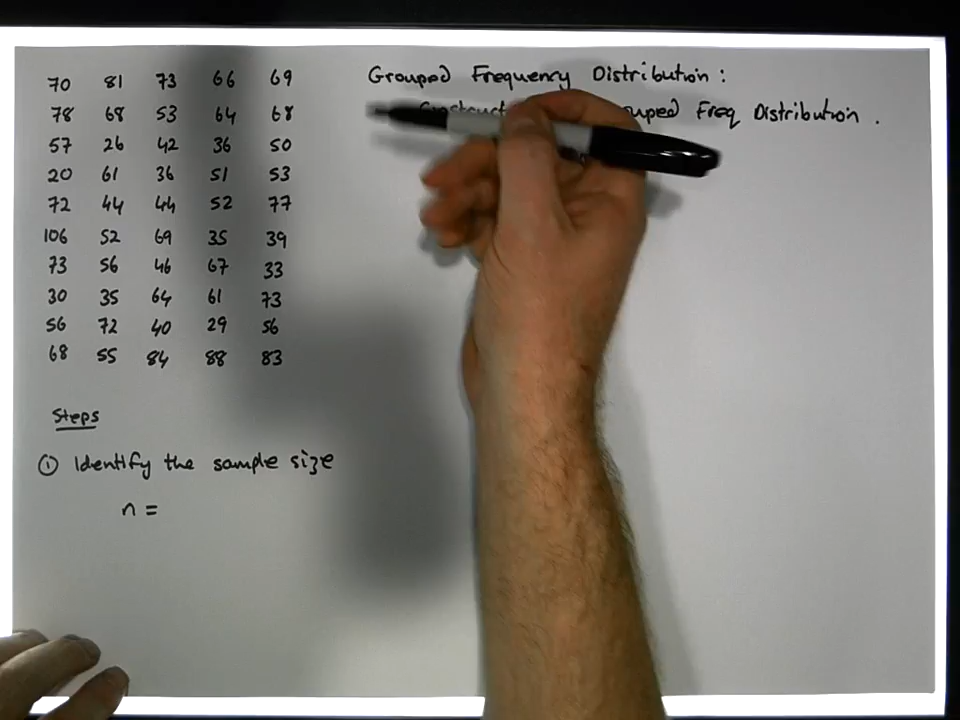 70 81 73 66 69
78 68 53 64 68
57 26 42 36 50
20 61 36 51 53
72 44 44 52 77
106 52 69 35 39
73 56 46 67 33
30 35 64 61 73
56 72 40 29 56
68 55 84 88 83
Steps
① Identify the sample size
n =
Grouped Frequency Distribution :
Freq Distribution .